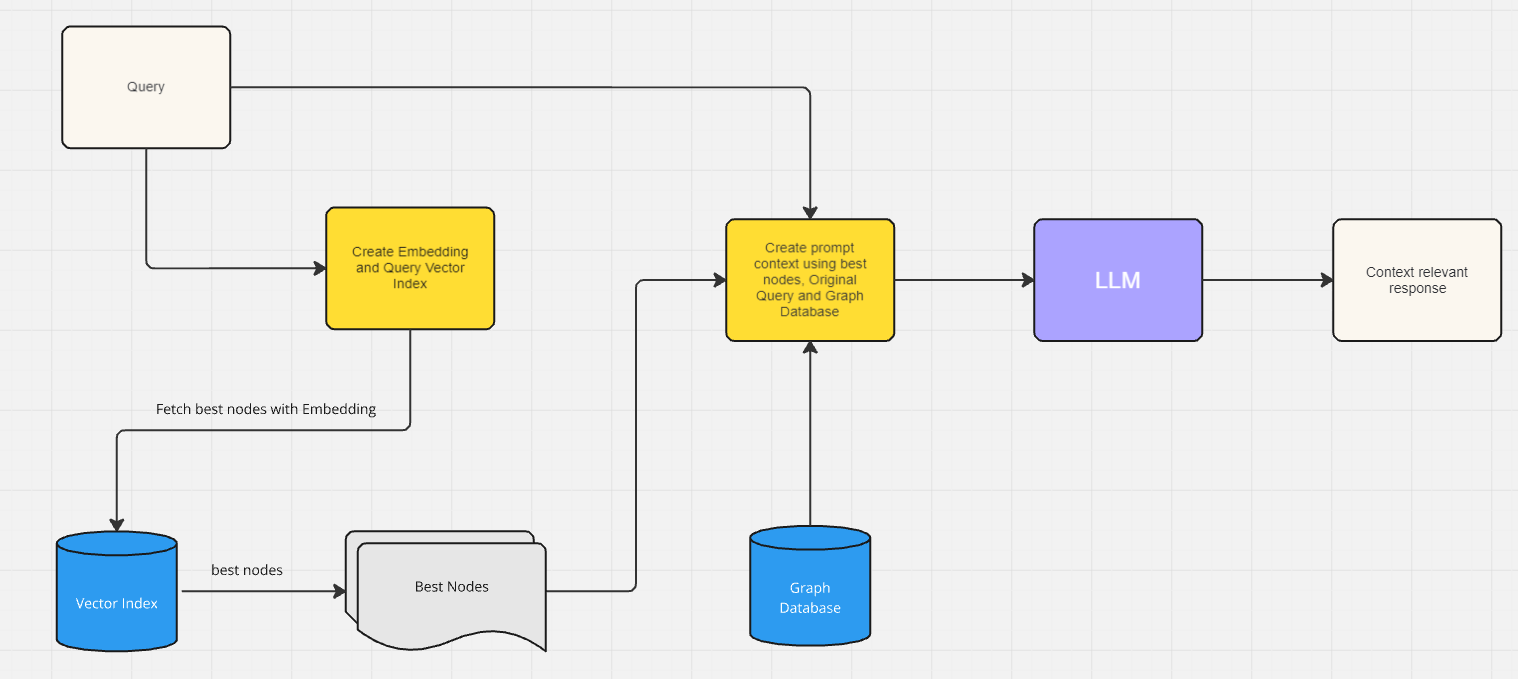 Query
Create Embedding
and Query Vector
Index
Create prompt
context using best
nodes, Original
Query and Graph
Database
LLM
Context relevant
response
Fetch best nodes with Embedding
Vector Index
best nodes
Best Nodes
Graph
Database